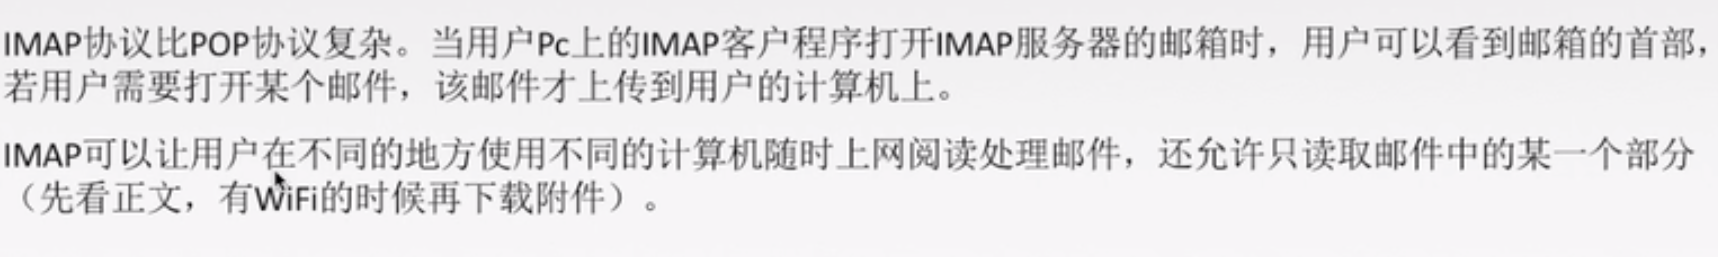 IMAP协议比POP协议复杂。当用户Pc上的IMAP客户程序打开IMAP服务器的邮箱时，用户可以看到邮箱的首部，
若用户需要打开某个邮件，该邮件才上传到用户的计算机上。
IMAP可以让用户在不同的地方使用不同的计算机随时上网阅读处理邮件，还允许只读取邮件中的某一个部分
（先看正文，有WiFi的时候再下载附件）。